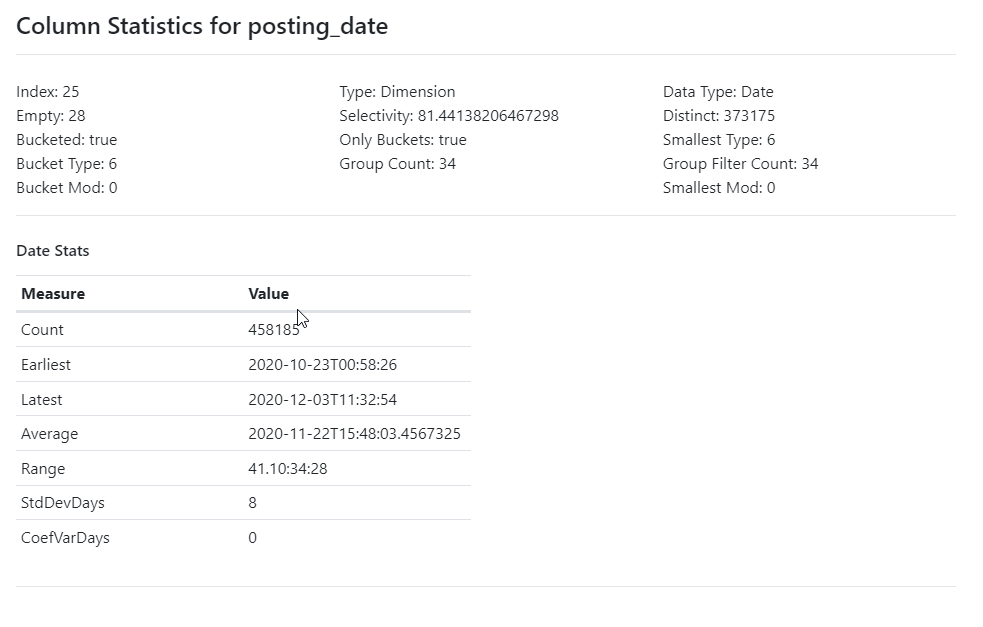 Column Statistics for posting_date
Index: 25
Empty: 28
Bucketed: true
Bucket Type: 6
Bucket Mod: 0
Type: Dimension
Selectivity: 81.44138206467298
Only Buckets: true
Group Count: 34
Data Type: Date
Distinct: 373175
Smallest Type: 6
Group Filter Count: 34
Smallest Mod: 0
Date Stats
Measure Value
Count 458185
Earliest 2020-10-23T00:58:26
Latest 2020-12-03T11:32:54
Average 2020-11-22T15:48:03.4567325
Range 41.10:34:28
StdDevDays 8
CoefVarDays 0